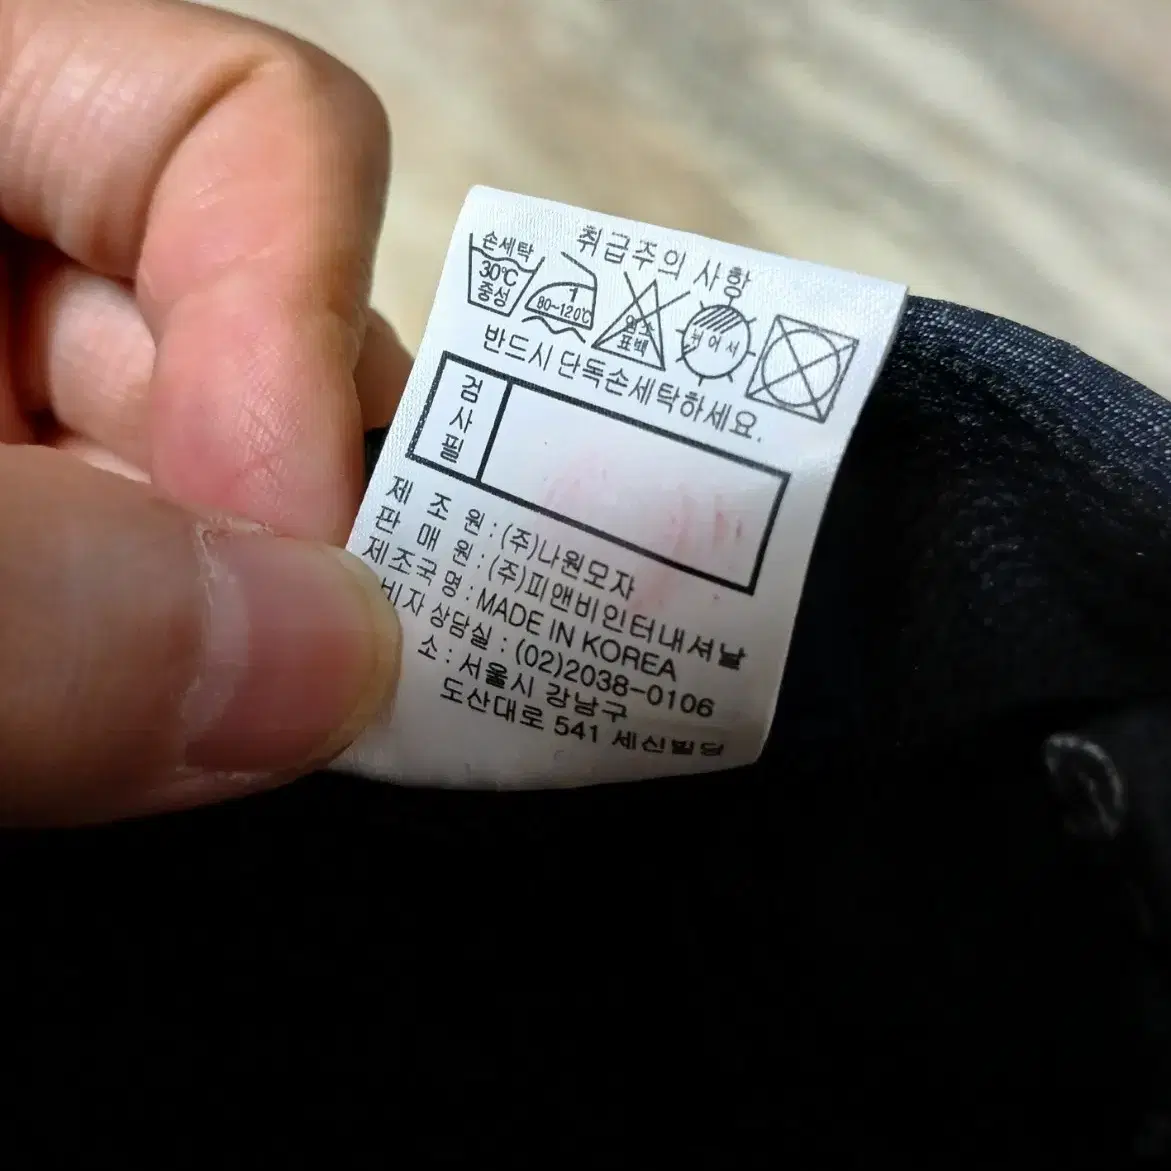 취급주의 사항
손세탁
30℃
중성
1
80~120℃
염소
표백
뉘어서
반드시 단독손세탁하세요.
검
사
필
제 조 원 : (주)나원모자
판 매 원 : (주)피앤비인터내셔날
제조국명 : MADE IN KOREA
비자상담실 : (02)2038-0106
소 : 서울시 강남구
도산대로 541 세신빌딩